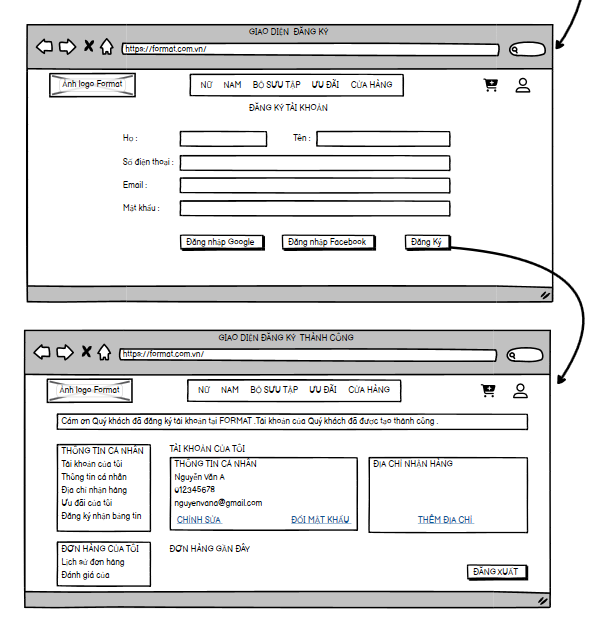 GIAO DIỆN ĐĂNG KÝ
https://format.com.vn/
Ảnh logo Format
NỮ NAM BỘ SƯU TẬP ƯU ĐÃI CỬA HÀNG
ĐĂNG KÝ TÀI KHOẢN
Họ :
Tên :
Số điện thoại :
Email :
Mật khẩu :
Đăng nhập Google
Đăng nhập Facebook
Đăng Ký
GIAO DIỆN ĐĂNG KÝ THÀNH CÔNG
https://format.com.vn/
Ảnh logo Format
NỮ NAM BỘ SƯU TẬP ƯU ĐÃI CỬA HÀNG
Cảm ơn Quý khách đã đăng ký tài khoản tại FORMAT .Tài khoản của Quý khách đã được tạo thành công .
THÔNG TIN CÁ NHÂN
Tài khoản của tôi
Thông tin cá nhân
Địa chỉ nhận hàng
Ưu đãi của tôi
Đăng ký nhận bảng tin
TÀI KHOẢN CỦA TÔI
THÔNG TIN CÁ NHÂN
Nguyễn Văn A
012345678
nguyenvana@gmail.com
CHỈNH SỬA
ĐỔI MẬT KHẨU
ĐỊA CHỈ NHẬN HÀNG
THÊM ĐỊA CHỈ
ĐƠN HÀNG CỦA TÔI
Lịch sử đơn hàng
Đánh giá của
ĐƠN HÀNG GẦN ĐÂY
ĐĂNG XUẤT